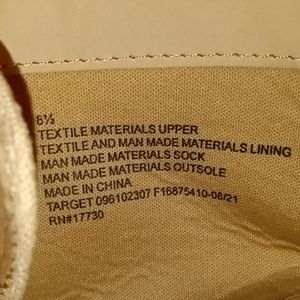 8½
TEXTILE MATERIALS UPPER
TEXTILE AND MAN MADE MATERIALS LINING
MAN MADE MATERIALS SOCK
MAN MADE MATERIALS OUTSOLE
MADE IN CHINA
TARGET 096102307 F16875410-08/21
RN#17730